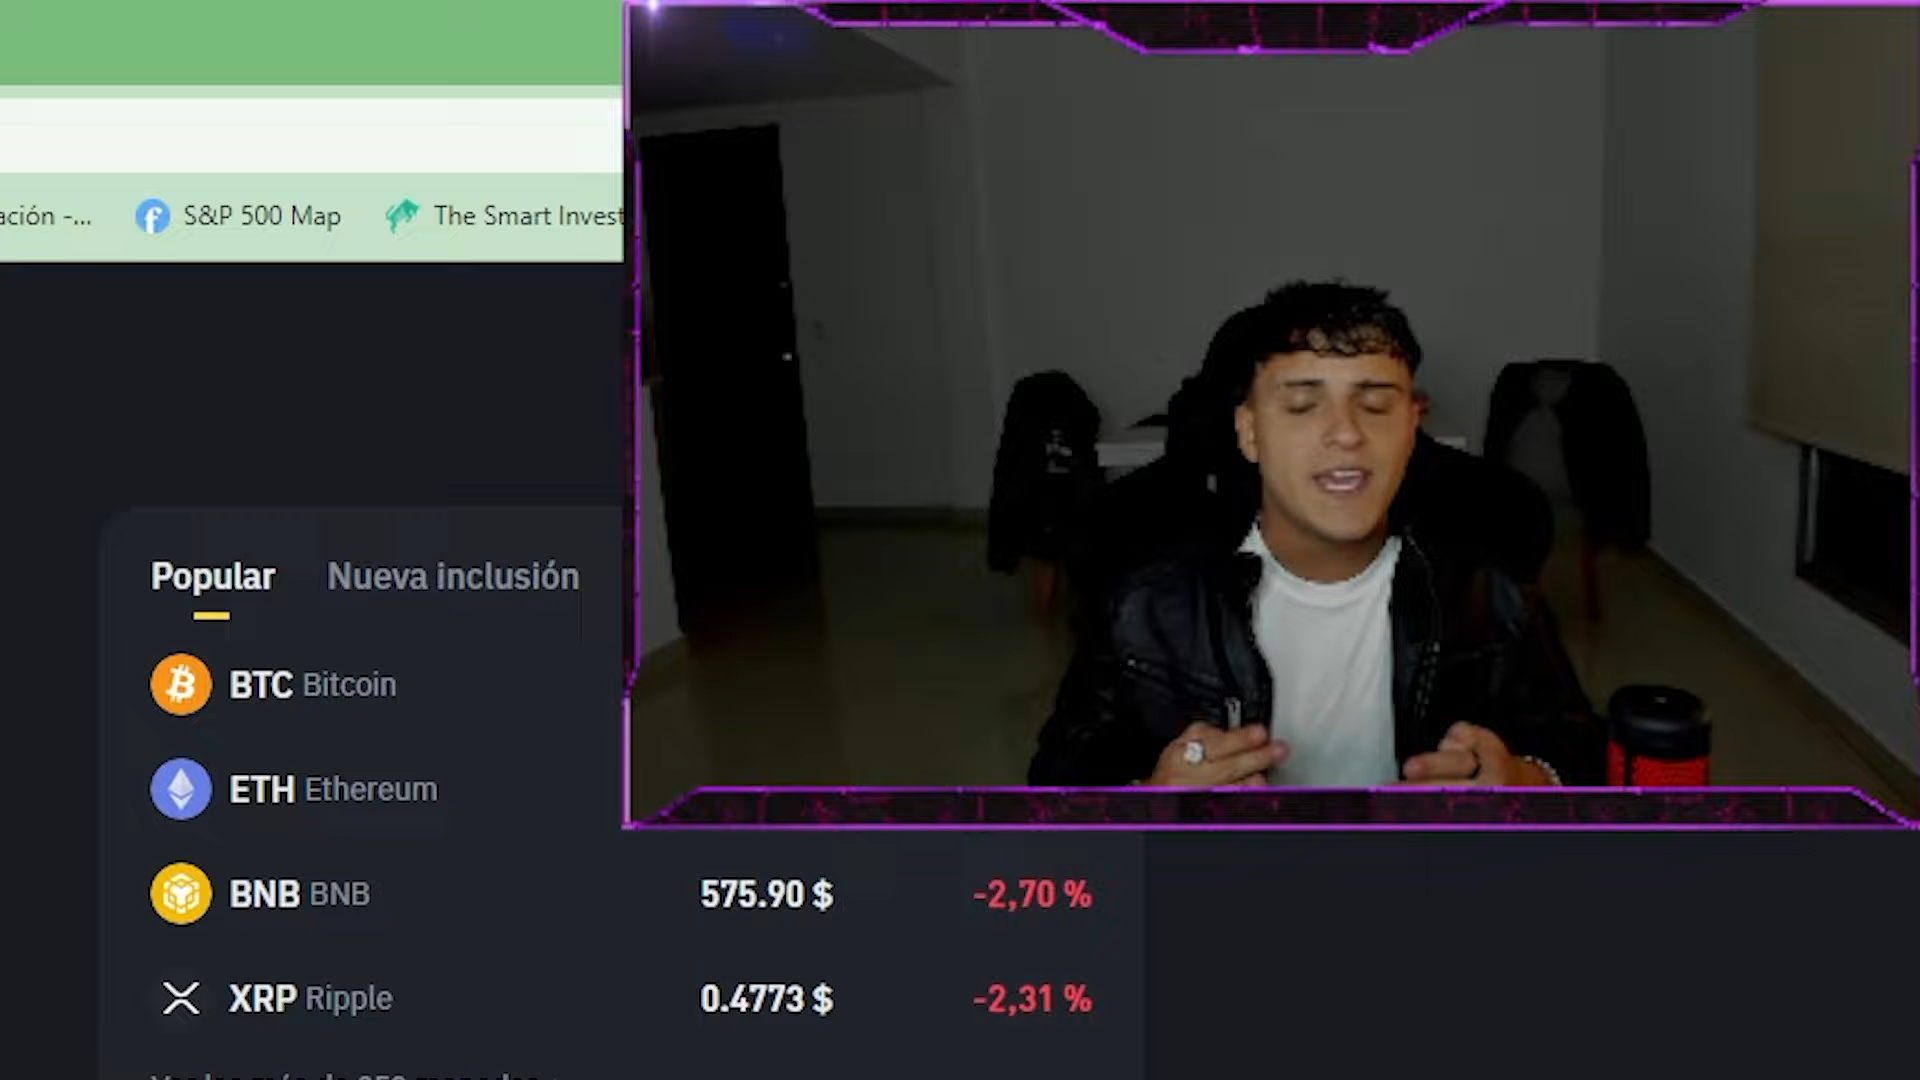 ación -...
S&P 500 Map
The Smart Invest
Popular
Nueva inclusión
BTC Bitcoin
ETH Ethereum
BNB BNB 575.90 $ -2,70 %
XRP Ripple 0.4773 $ -2,31 %